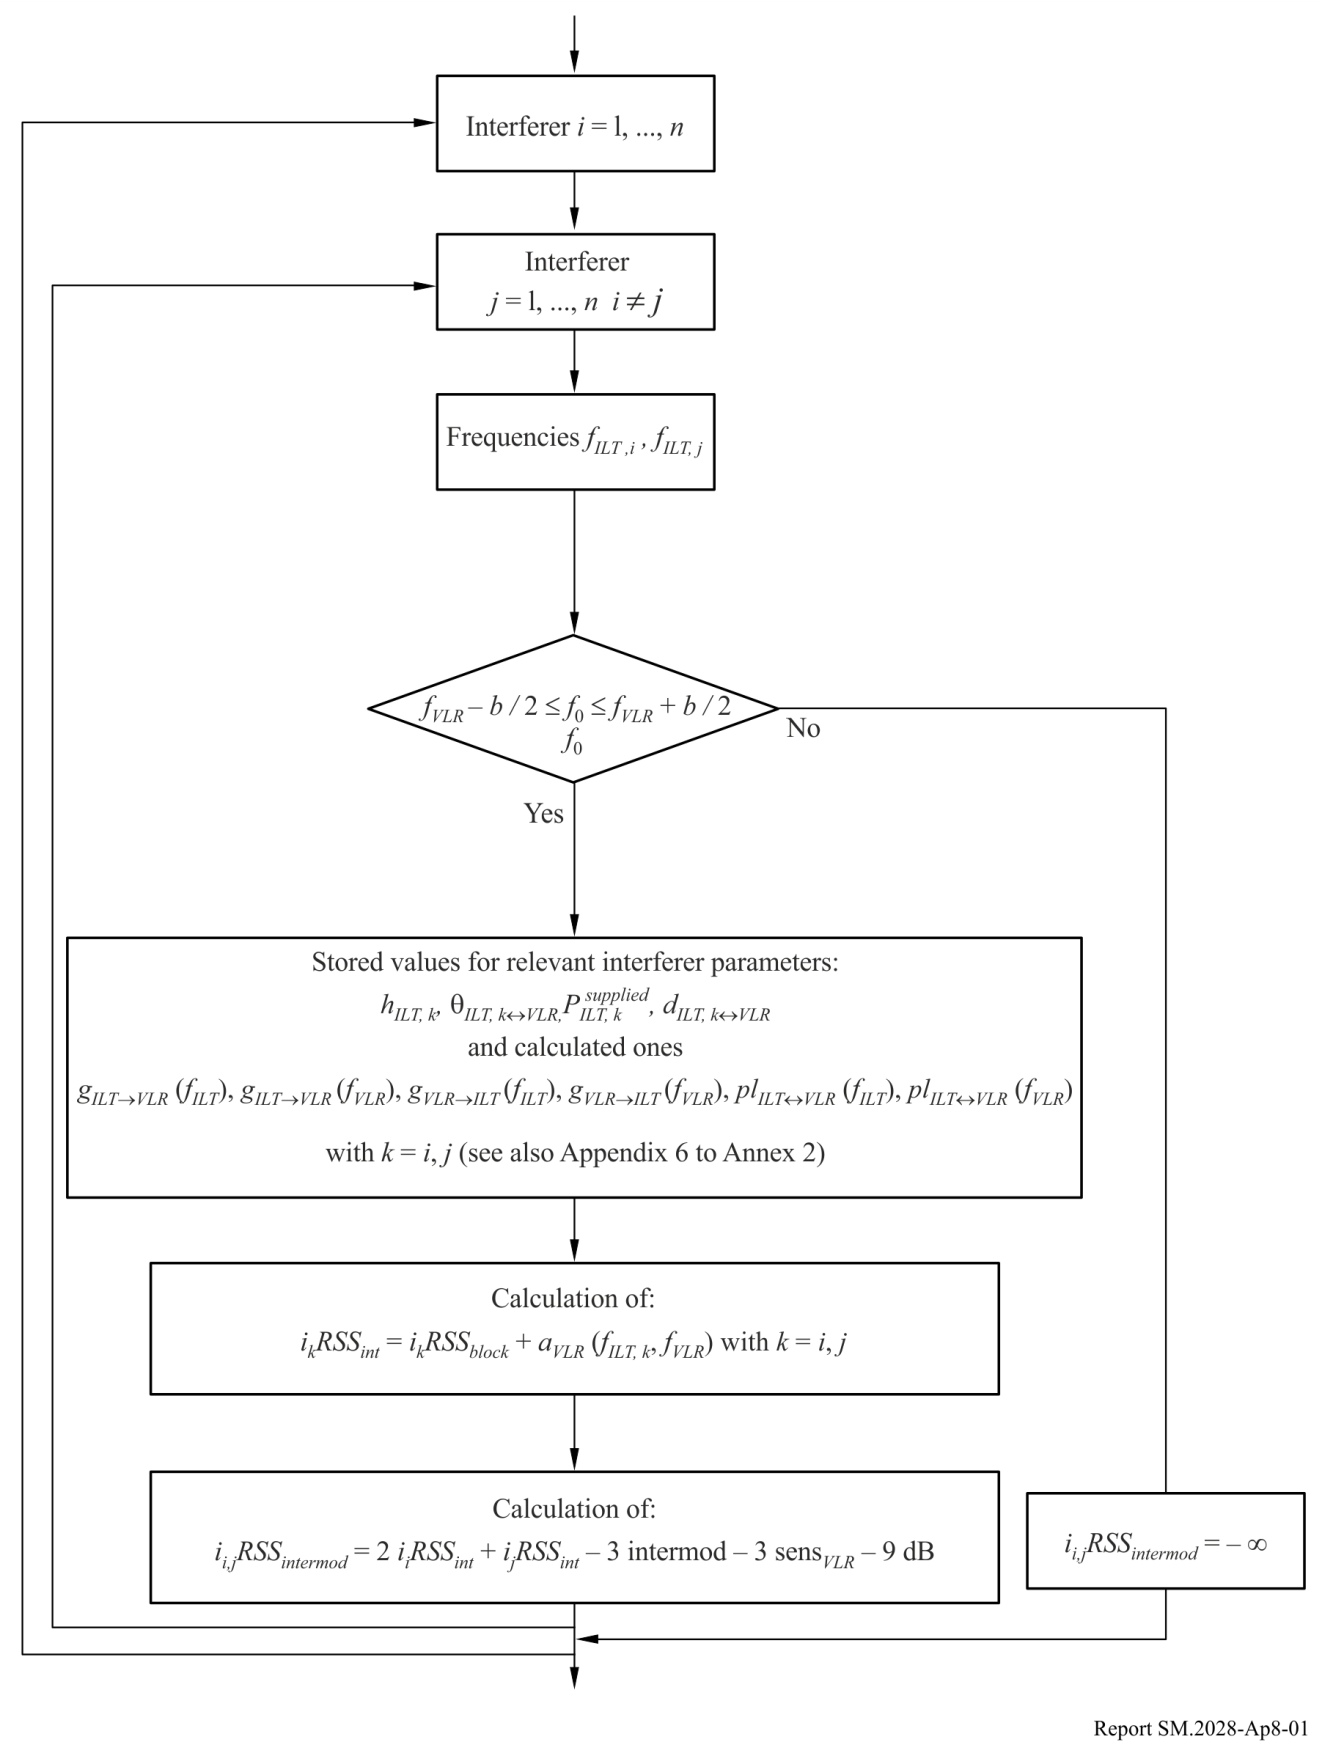 Interferer i = l, ..., n
Interferer
j = l, ..., n i ≠ j
Frequencies f_ILT ,i , f_ILT, j
f_VLR – b / 2 ≤ f_0 ≤ f_VLR + b / 2
f_0
No
Yes
Stored values for relevant interferer parameters:
h_ILT, k, θ_ILT, k↔VLR, P_ILT, k^supplied, d_ILT, k↔VLR
and calculated ones
g_ILT→VLR (f_ILT), g_ILT→VLR (f_VLR), g_VLR→ILT (f_ILT), g_VLR→ILT (f_VLR), pl_ILT↔VLR (f_ILT), pl_ILT↔VLR (f_VLR)
with k = i, j (see also Appendix 6 to Annex 2)
Calculation of:
i_kRSS_int = i_kRSS_block + a_VLR (f_ILT, k, f_VLR) with k = i, j
Calculation of:
i_i,jRSS_intermod = 2 i_iRSS_int + i_jRSS_int – 3 intermod – 3 sens_VLR – 9 dB
i_i,jRSS_intermod = – ∞
Report SM.2028-Ap8-01